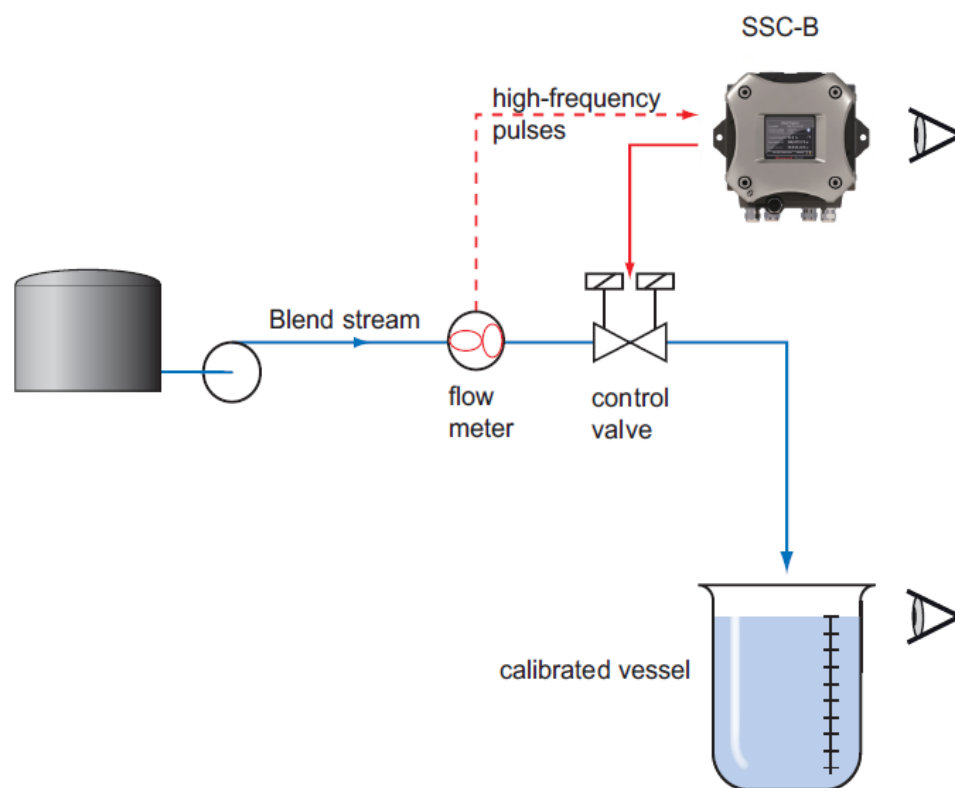 SSC-B
high-frequency
pulses
Blend stream
flow
meter
control
valve
calibrated vessel